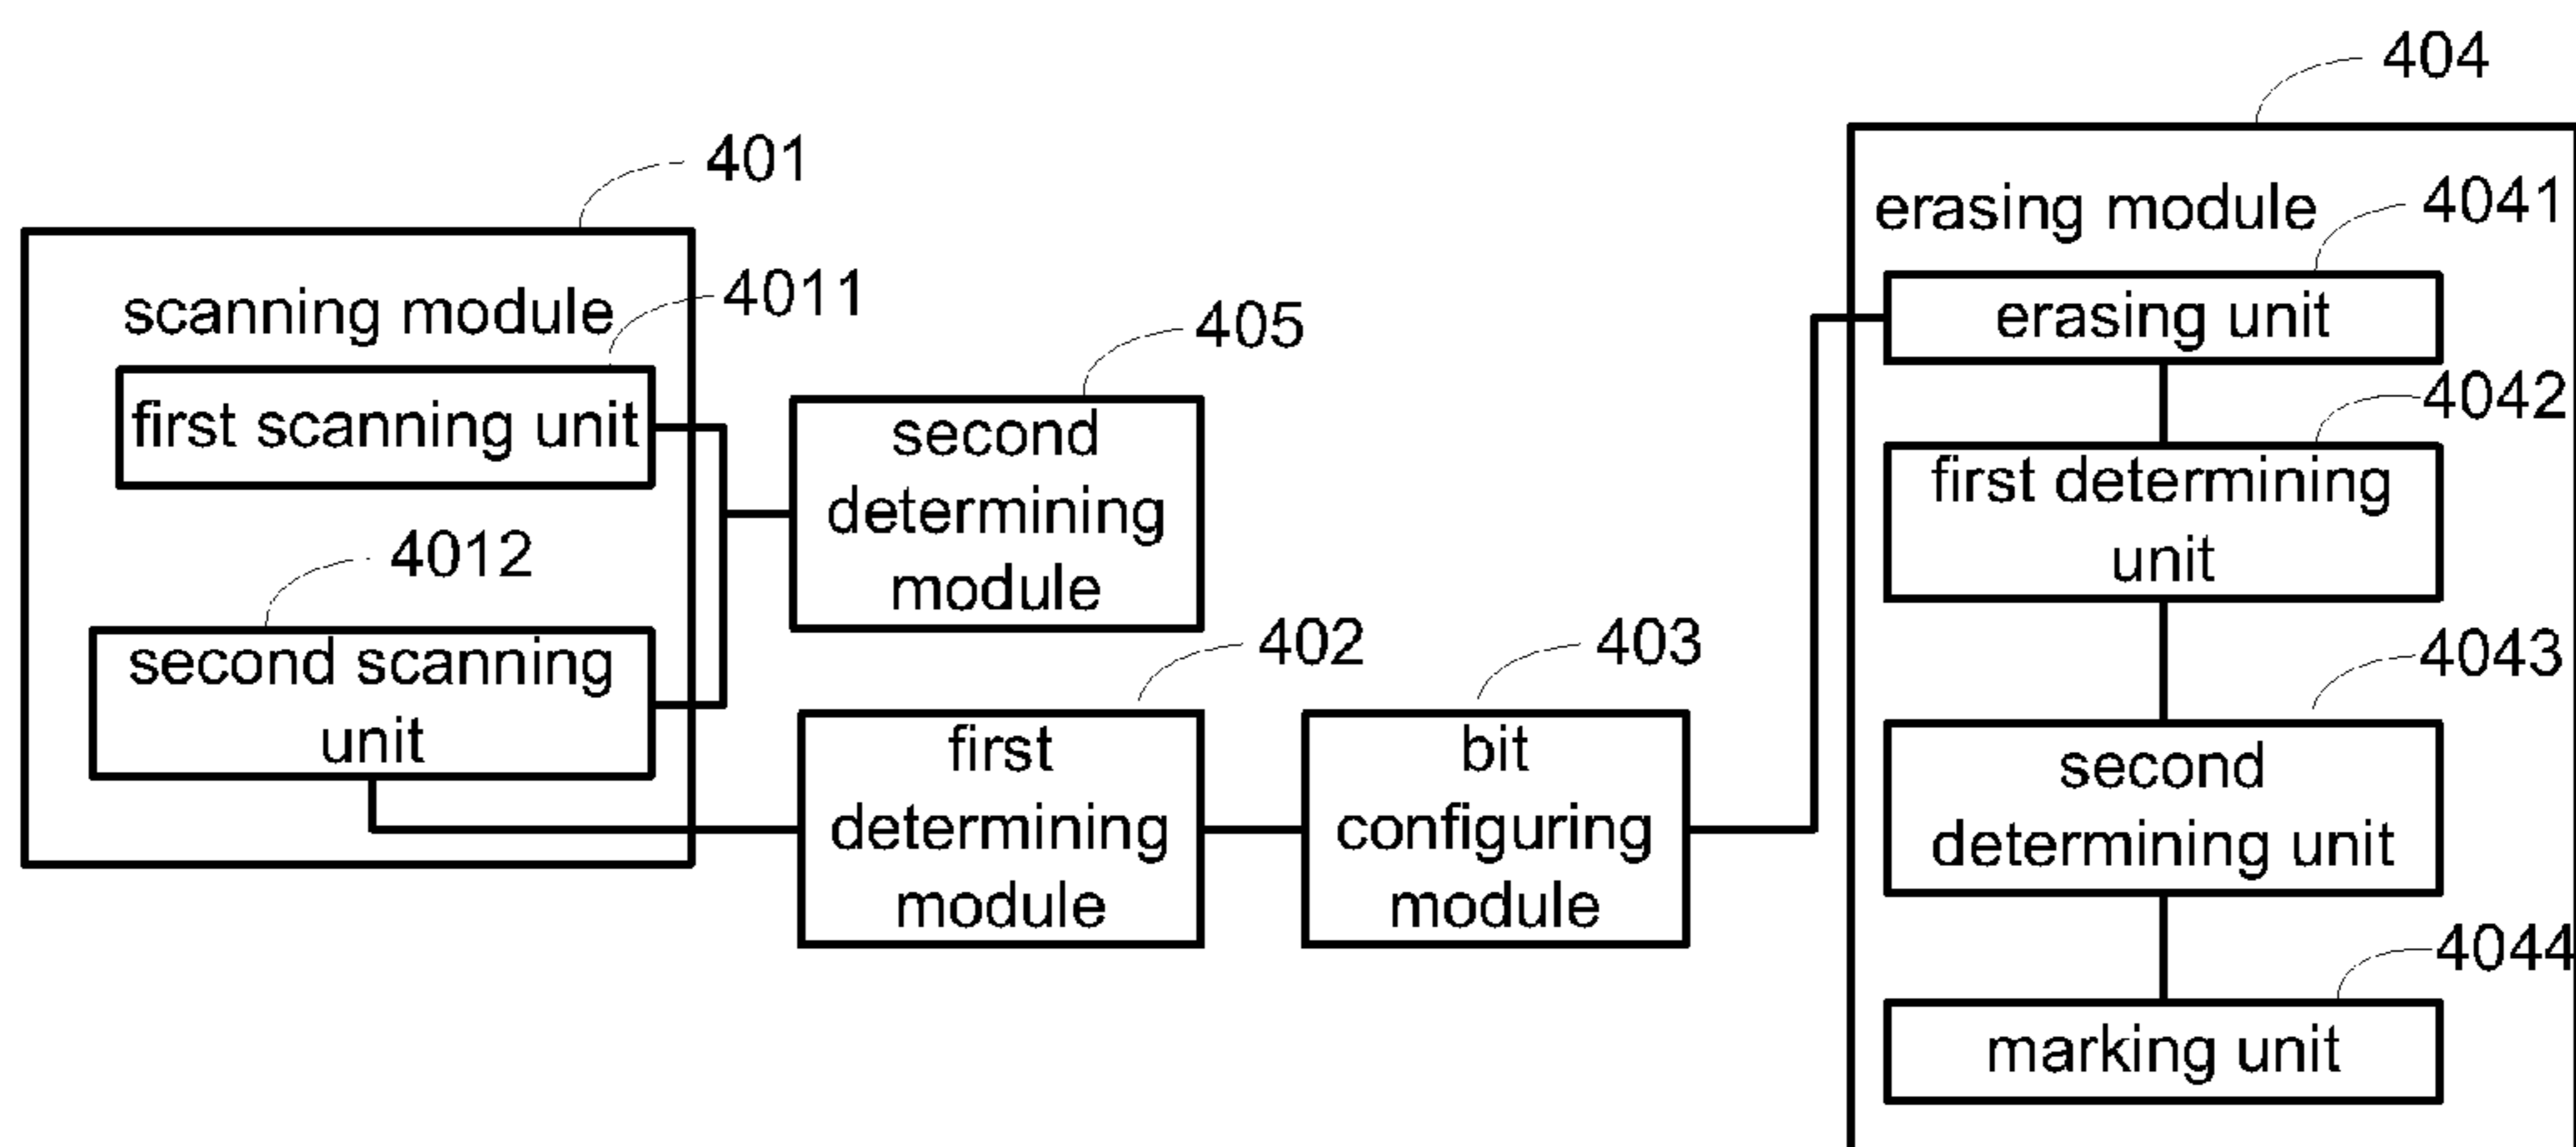 404
401
erasing module
4041
scanning module
4011
erasing unit
405
first scanning unit
second
determining
module
4042
first determining
unit
4012
second scanning
unit
402
403
4043
first
determining
module
bit
configuring
module
second
determining unit
4044
marking unit